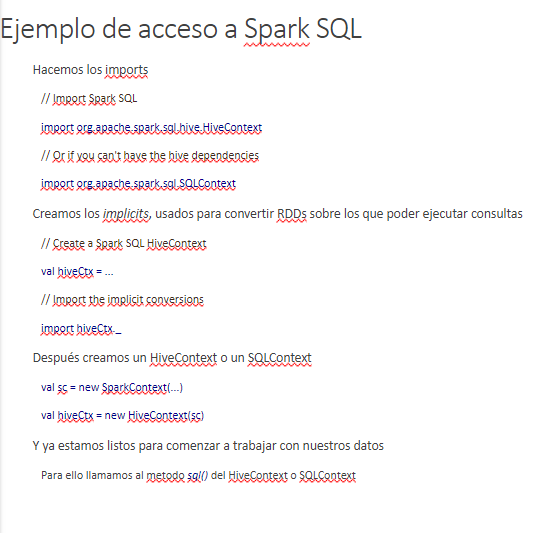 Ejemplo de acceso a Spark SQL
Hacemos los imports
// Import Spark SQL
import org.apache.spark.sql.hive.HiveContext
// Or if you can't have the hive dependencies
import org.apache.spark.sql.SQLContext
Creamos los implicits, usados para convertir RDDs sobre los que poder ejecutar consultas
// Create a Spark SQL HiveContext
val hiveCtx = ...
// Import the implicit conversions
import hiveCtx._
Después creamos un HiveContext o un SQLContext
val sc = new SparkContext(...)
val hiveCtx = new HiveContext(sc)
Y ya estamos listos para comenzar a trabajar con nuestros datos
Para ello llamamos al metodo sql() del HiveContext o SQLContext